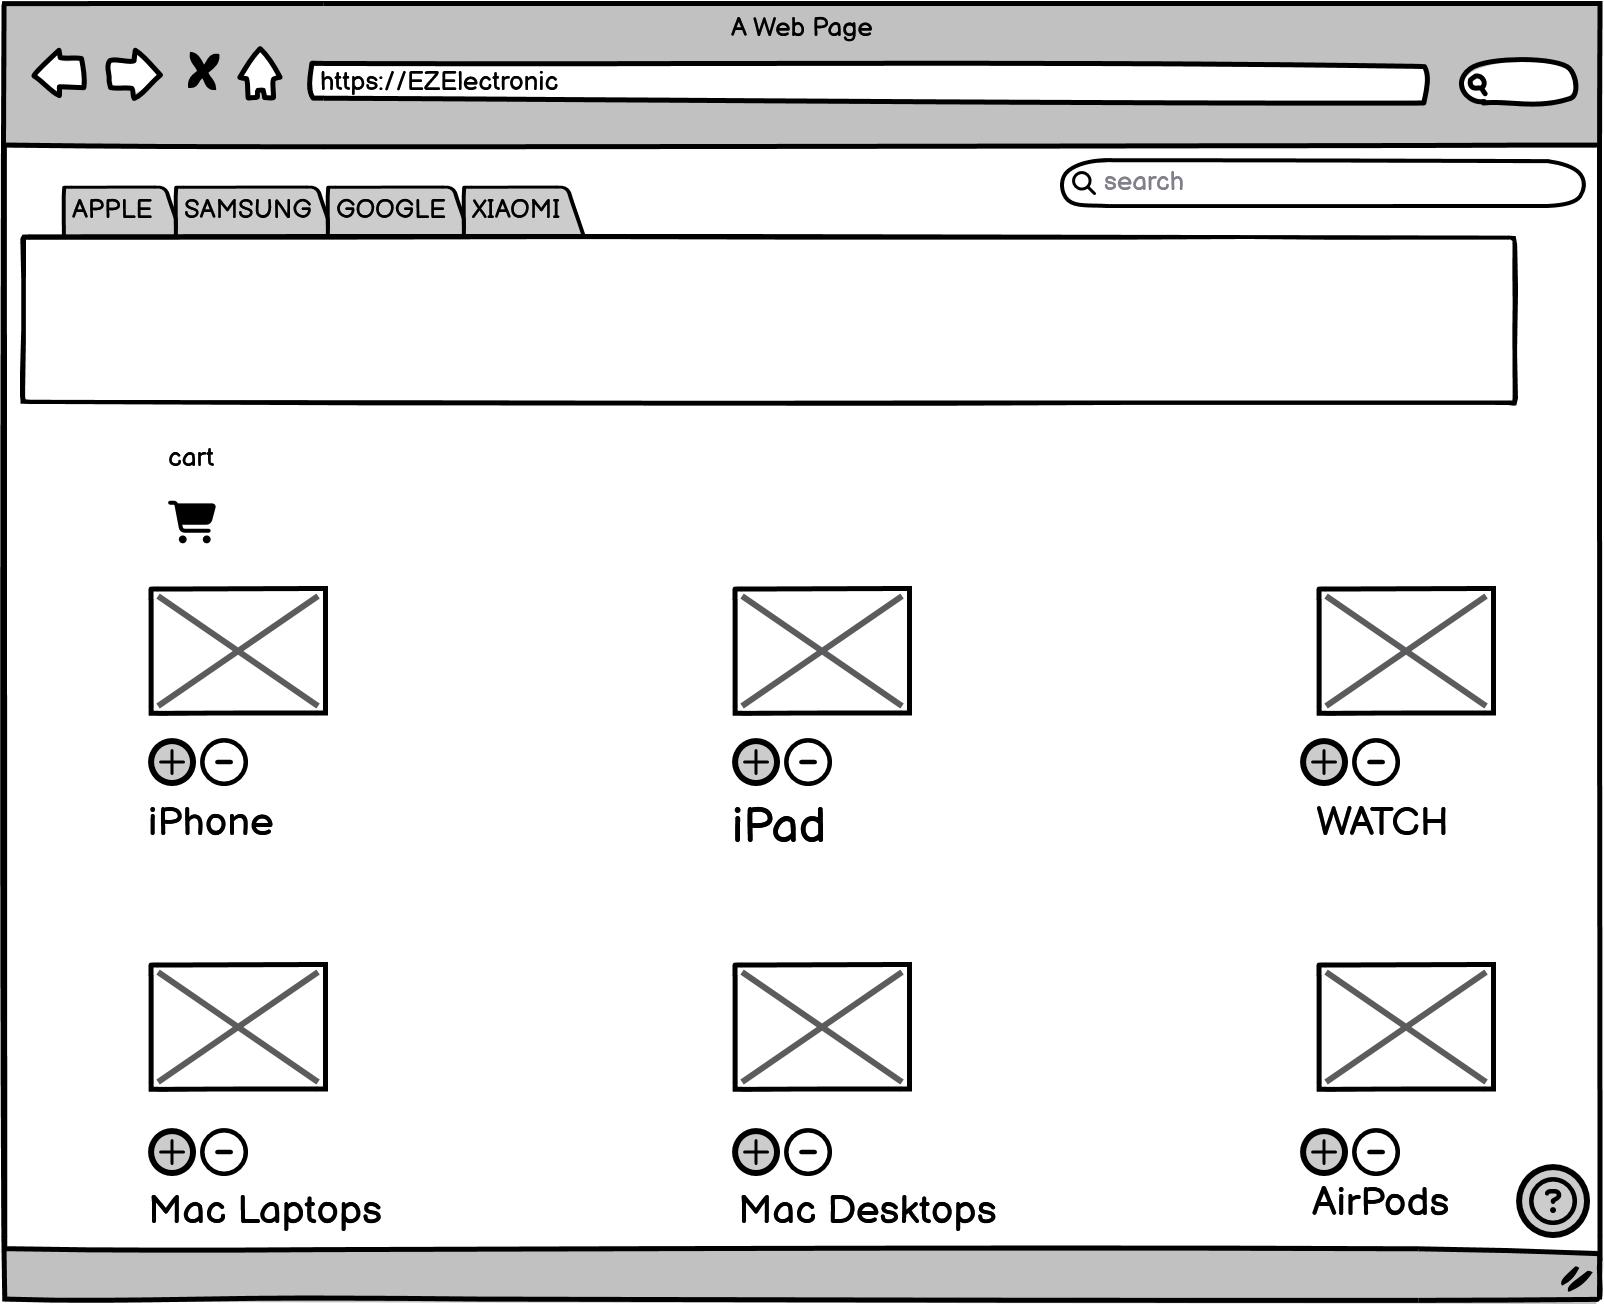 A Web Page
https://EZElectronic
search
APPLE SAMSUNG GOOGLE XIAOMI
cart
+ - + - + -
iPhone iPad WATCH
+ - + - + -
Mac Laptops Mac Desktops AirPods
?